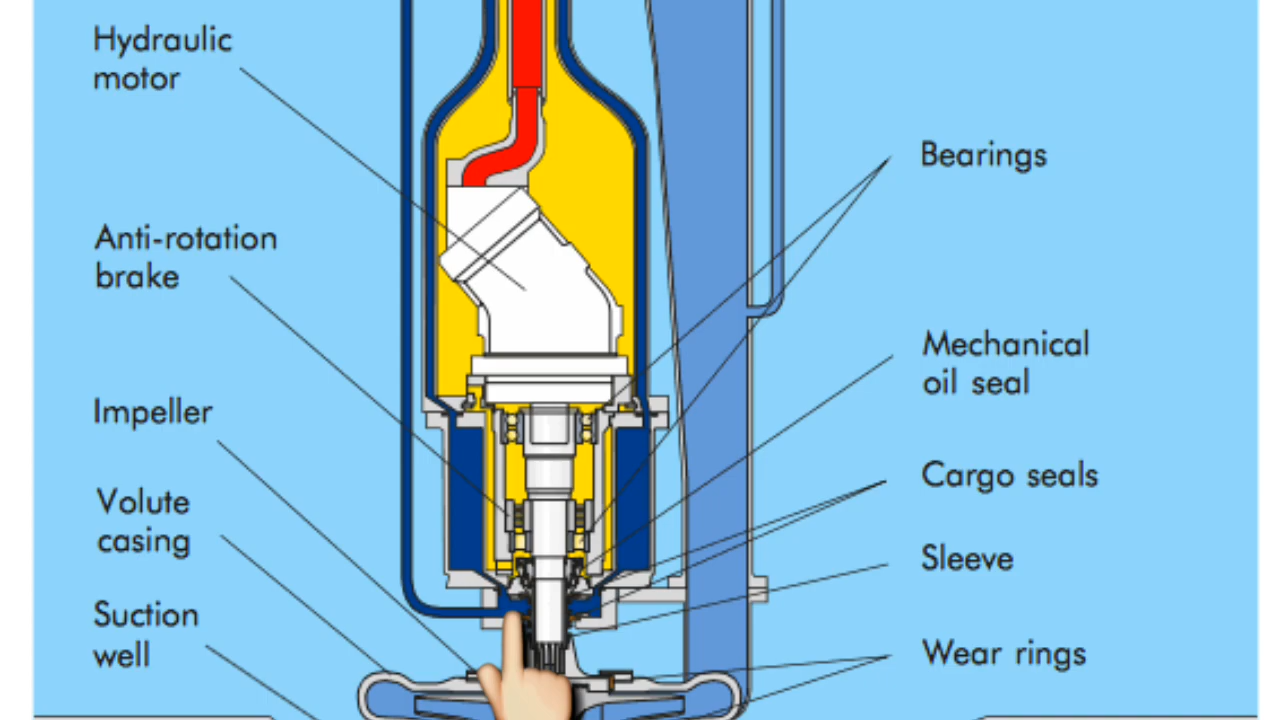 Hydraulic
motor
Anti-rotation
brake
Impeller
Volute
casing
Suction
well
Bearings
Mechanical
oil seal
Cargo seals
Sleeve
Wear rings